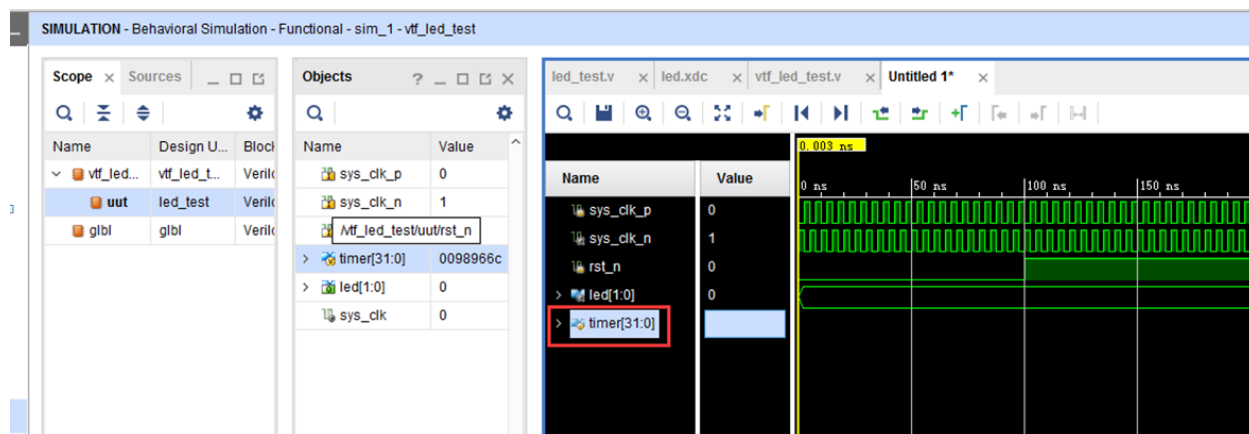 SIMULATION - Behavioral Simulation - Functional - sim_1 - vtf_led_test
Scope Sources
Name Design U... Block
vtf_led... vtf_led_t... Verilo
uut led_test Verilo
glbl glbl Verilo
Objects
Name Value
sys_clk_p 0
sys_clk_n 1
/vtf_led_test/uut/rst_n
timer[31:0] 0098966c
led[1:0] 0
sys_clk 0
led_test.v led.xdc vtf_led_test.v Untitled 1*
Name Value
sys_clk_p 0
sys_clk_n 1
rst_n 0
led[1:0] 0
timer[31:0]
0.003 ns
0 ns 50 ns 100 ns 150 ns